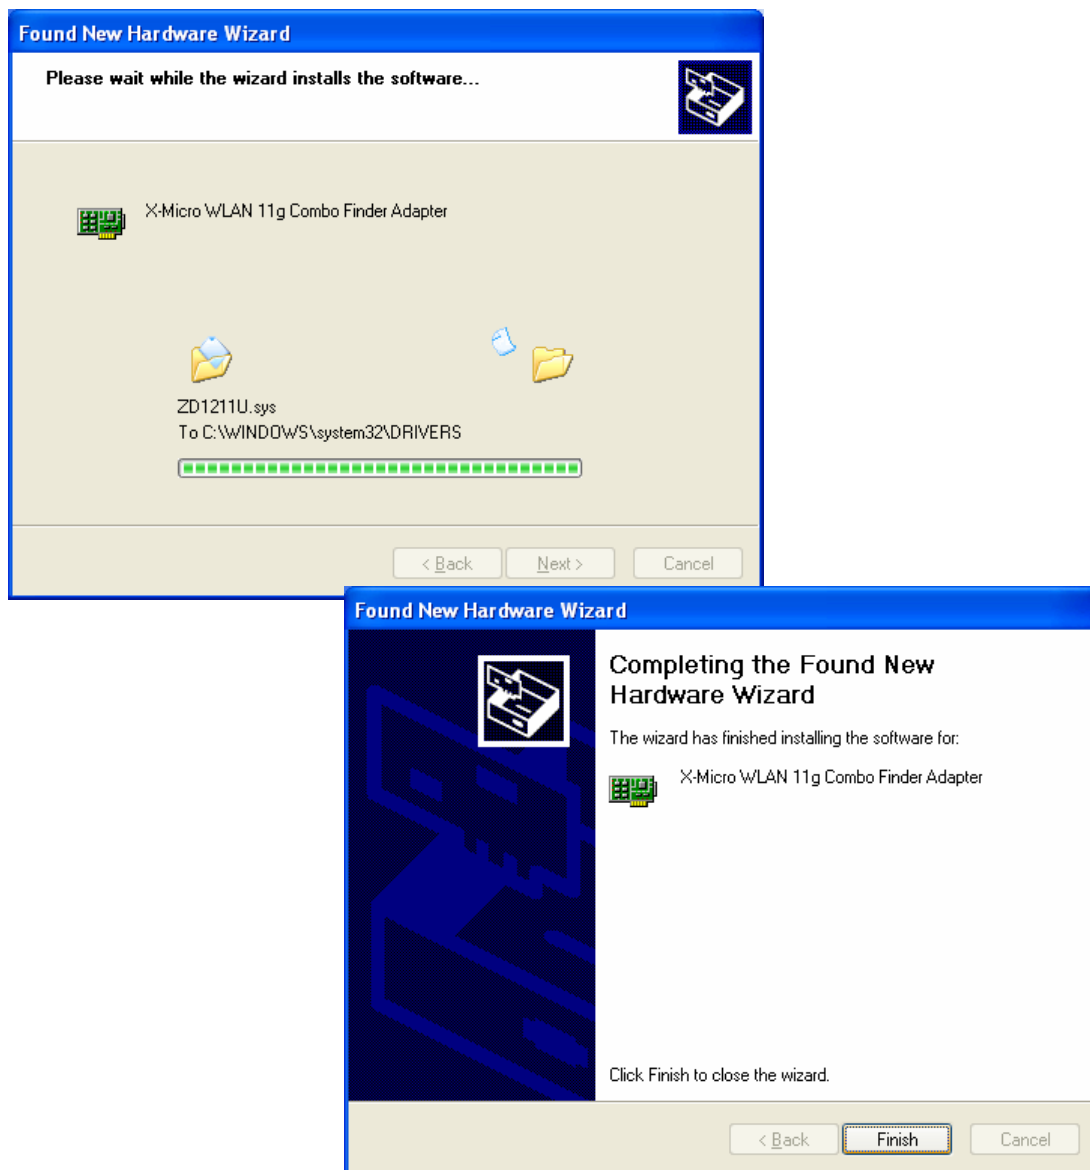 Found New Hardware Wizard
Please wait while the wizard installs the software...
X-Micro WLAN 11g Combo Finder Adapter
ZD1211U.sys
To C:\WINDOWS\system32\DRIVERS
< Back
Next >
Cancel
Found New Hardware Wizard
Completing the Found New
Hardware Wizard
The wizard has finished installing the software for:
X-Micro WLAN 11g Combo Finder Adapter
Click Finish to close the wizard.
< Back
Finish
Cancel